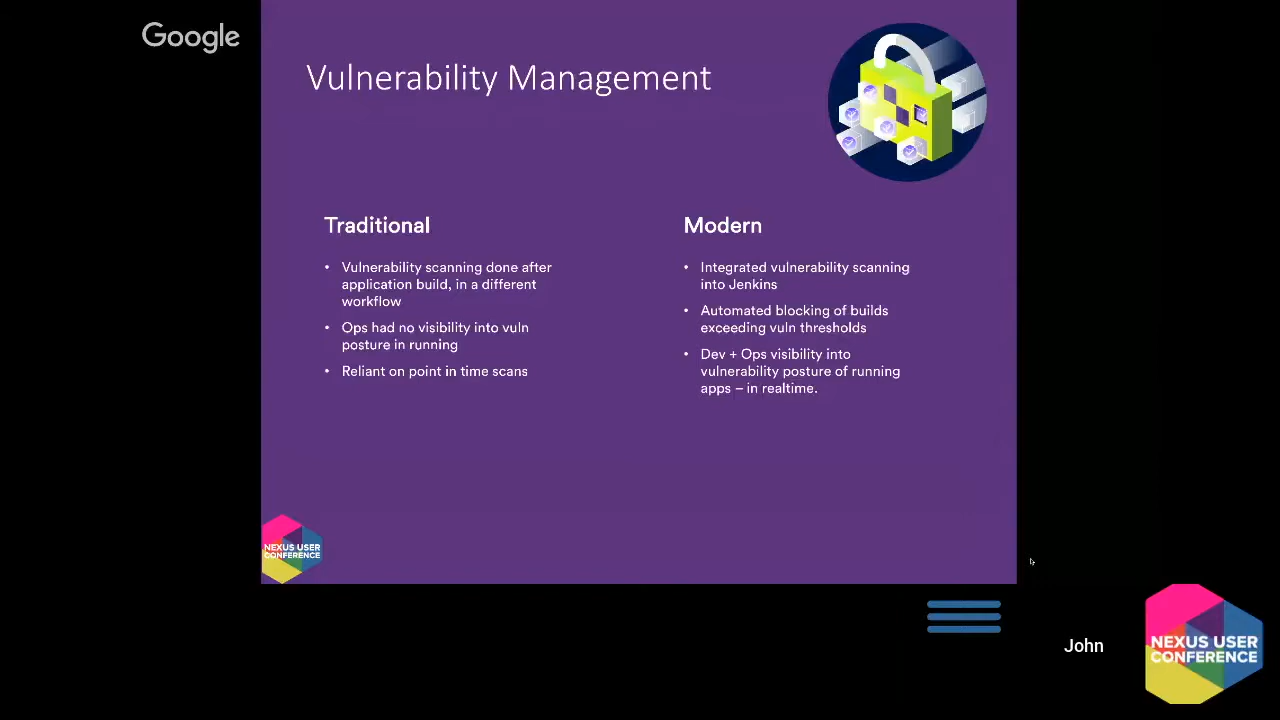 Google
Vulnerability Management
Traditional
• Vulnerability scanning done after
application build, in a different
workflow
• Ops had no visibility into vuln
posture in running
• Reliant on point in time scans
Modern
• Integrated vulnerability scanning
into Jenkins
• Automated blocking of builds
exceeding vuln thresholds
• Dev + Ops visibility into
vulnerability posture of running
apps – in realtime.
NEXUS USER
CONFERENCE
John
NEXUS USER
CONFERENCE